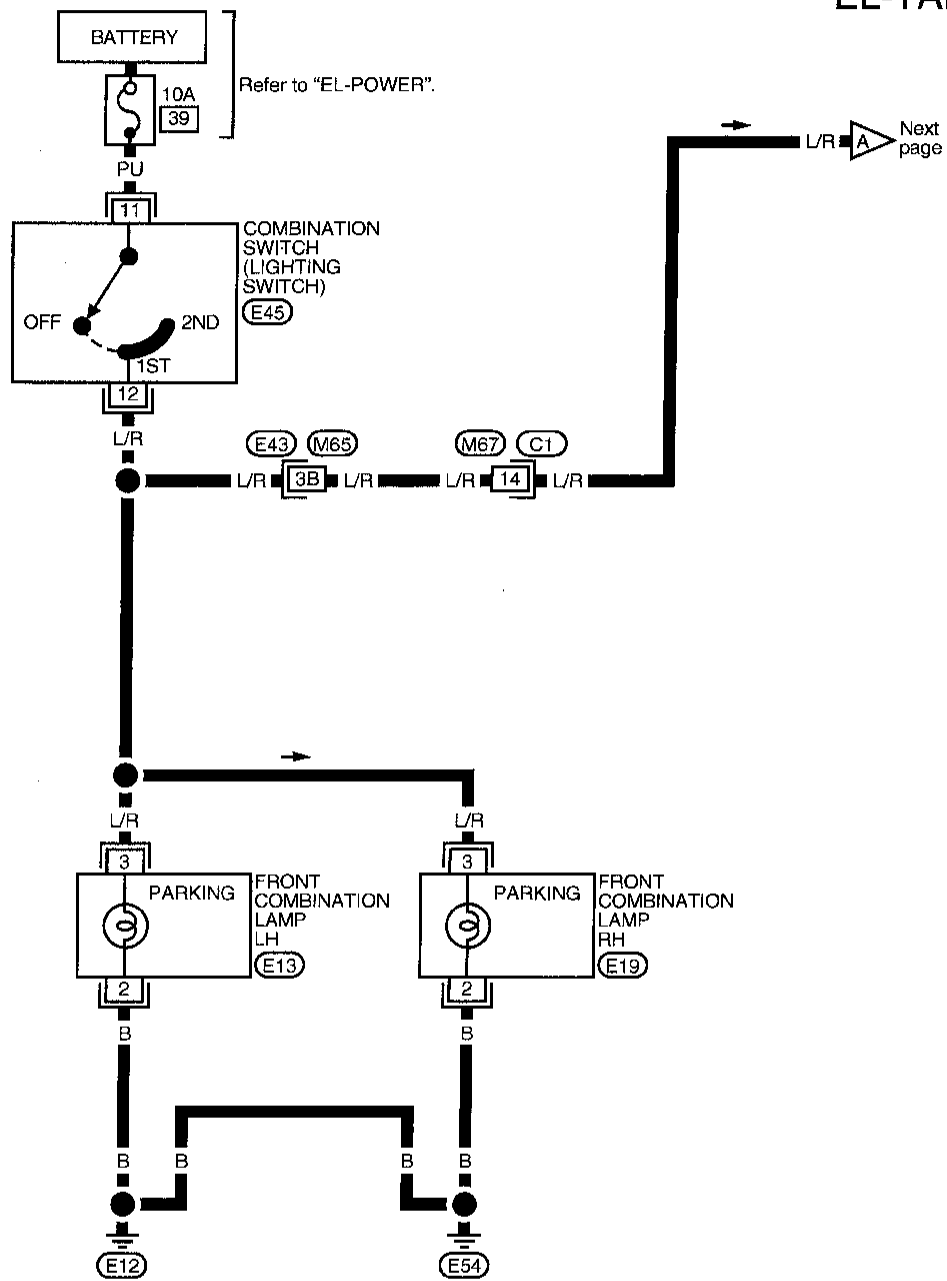 BATTERY
10A
39
Refer to "EL-POWER".
PU
11
COMBINATION
SWITCH
(LIGHTING
SWITCH)
E45
OFF
2ND
1ST
12
L/R
L/R
A
Next
page
E43
M65
M67
C1
L/R
3B
L/R
L/R
14
L/R
L/R
L/R
3
3
PARKING
FRONT
COMBINATION
LAMP
LH
E13
PARKING
FRONT
COMBINATION
LAMP
RH
E19
2
2
B
B
B
B
B
B
E12
E54